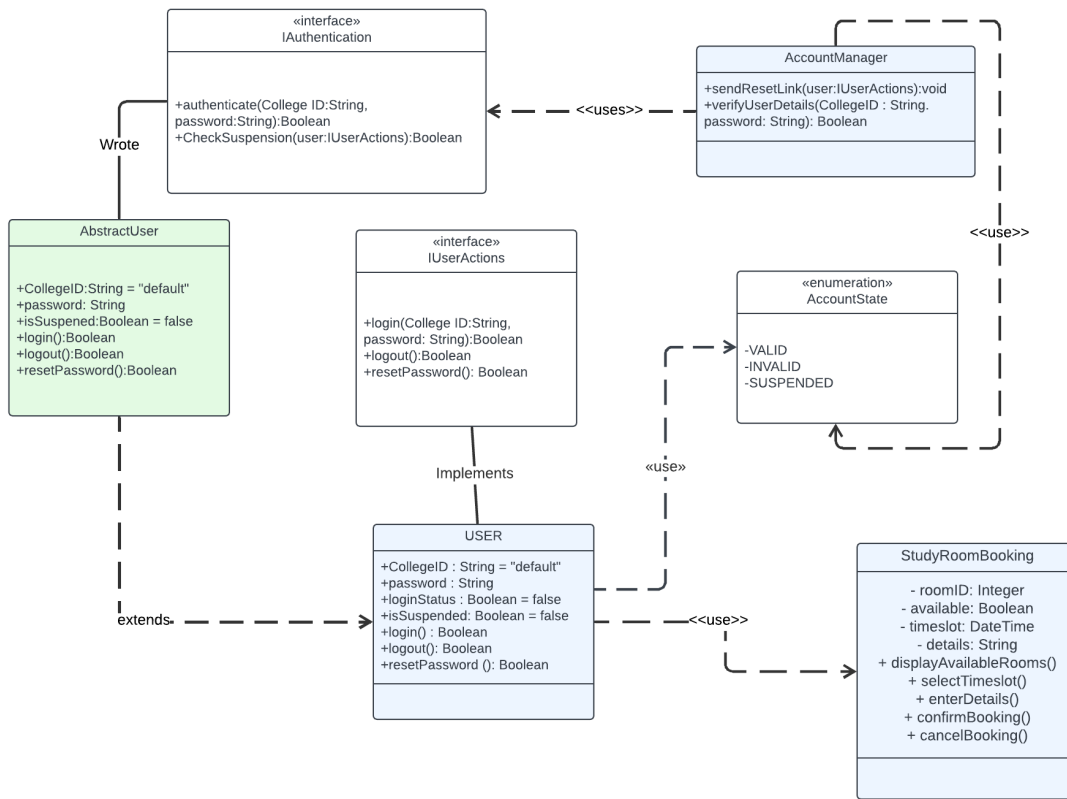 «interface»
IAuthentication
+authenticate(College ID:String,
password:String):Boolean
+CheckSuspension(user:IUserActions):Boolean
AccountManager
+sendResetLink(user:IUserActions):void
+verifyUserDetails(CollegeID : String.
password: String): Boolean
<<uses>>
Wrote
<<use>>
AbstractUser
+CollegeID:String = "default"
+password: String
+isSuspened:Boolean = false
+login():Boolean
+logout():Boolean
+resetPassword():Boolean
«interface»
IUserActions
+login(College ID:String,
password: String):Boolean
+logout():Boolean
+resetPassword(): Boolean
«enumeration»
AccountState
-VALID
-INVALID
-SUSPENDED
Implements
«use»
USER
+CollegeID : String = "default"
+password : String
+loginStatus : Boolean = false
+isSuspended: Boolean = false
+login() : Boolean
+logout(): Boolean
+resetPassword (): Boolean
extends
<<use>>
StudyRoomBooking
- roomID: Integer
- available: Boolean
- timeslot: DateTime
- details: String
+ displayAvailableRooms()
+ selectTimeslot()
+ enterDetails()
+ confirmBooking()
+ cancelBooking()